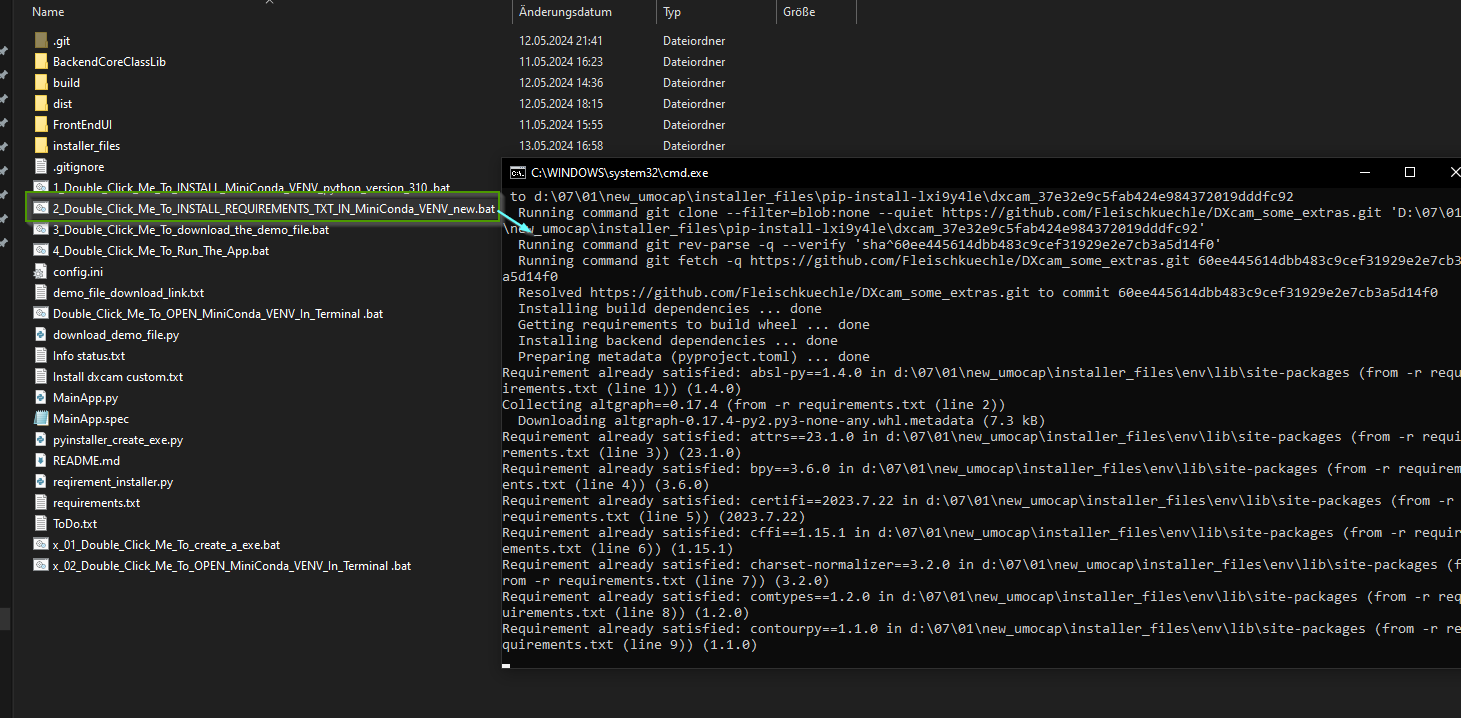 Name Änderungsdatum Typ Größe
.git 12.05.2024 21:41 Dateiordner
BackendCoreClassLib 11.05.2024 16:23 Dateiordner
build 12.05.2024 14:36 Dateiordner
dist 12.05.2024 18:15 Dateiordner
FrontEndUI 11.05.2024 15:55 Dateiordner
installer_files 13.05.2024 16:58 Dateiordner
.gitignore
1_Double_Click_Me_To_INSTALL_MiniConda_VENV_python_version_310 .bat
2_Double_Click_Me_To_INSTALL_REQUIREMENTS_TXT_IN_MiniConda_VENV_new.bat
3_Double_Click_Me_To_download_the_demo_file.bat
4_Double_Click_Me_To_Run_The_App.bat
config.ini
demo_file_download_link.txt
Double_Click_Me_To_OPEN_MiniConda_VENV_In_Terminal .bat
download_demo_file.py
Info status.txt
Install dxcam custom.txt
MainApp.py
MainApp.spec
pyinstaller_create_exe.py
README.md
reqirement_installer.py
requirements.txt
ToDo.txt
x_01_Double_Click_Me_To_create_a_exe.bat
x_02_Double_Click_Me_To_OPEN_MiniConda_VENV_In_Terminal .bat
C:\WINDOWS\system32\cmd.exe
to d:\07\01\new_umocap\installer_files\pip-install-lxi9y4le\dxcam_37e32e9c5fab424e984372019dddfc92
Running command git clone --filter=blob:none --quiet https://github.com/Fleischkuechle/DXcam_some_extras.git 'D:\07\01
\new_umocap\installer_files\pip-install-lxi9y4le\dxcam_37e32e9c5fab424e984372019dddfc92'
Running command git rev-parse -q --verify 'sha^60ee445614dbb483c9cef31929e2e7cb3a5d14f0'
Running command git fetch -q https://github.com/Fleischkuechle/DXcam_some_extras.git 60ee445614dbb483c9cef31929e2e7cb3
a5d14f0
Resolved https://github.com/Fleischkuechle/DXcam_some_extras.git to commit 60ee445614dbb483c9cef31929e2e7cb3a5d14f0
Installing build dependencies ... done
Getting requirements to build wheel ... done
Installing backend dependencies ... done
Preparing metadata (pyproject.toml) ... done
Requirement already satisfied: absl-py==1.4.0 in d:\07\01\new_umocap\installer_files\env\lib\site-packages (from -r requ
irements.txt (line 1)) (1.4.0)
Collecting altgraph==0.17.4 (from -r requirements.txt (line 2))
Downloading altgraph-0.17.4-py2.py3-none-any.whl.metadata (7.3 kB)
Requirement already satisfied: attrs==23.1.0 in d:\07\01\new_umocap\installer_files\env\lib\site-packages (from -r requi
rements.txt (line 3)) (23.1.0)
Requirement already satisfied: bpy==3.6.0 in d:\07\01\new_umocap\installer_files\env\lib\site-packages (from -r requirem
ents.txt (line 4)) (3.6.0)
Requirement already satisfied: certifi==2023.7.22 in d:\07\01\new_umocap\installer_files\env\lib\site-packages (from -r
requirements.txt (line 5)) (2023.7.22)
Requirement already satisfied: cffi==1.15.1 in d:\07\01\new_umocap\installer_files\env\lib\site-packages (from -r requir
ements.txt (line 6)) (1.15.1)
Requirement already satisfied: charset-normalizer==3.2.0 in d:\07\01\new_umocap\installer_files\env\lib\site-packages (f
rom -r requirements.txt (line 7)) (3.2.0)
Requirement already satisfied: comtypes==1.2.0 in d:\07\01\new_umocap\installer_files\env\lib\site-packages (from -r req
uirements.txt (line 8)) (1.2.0)
Requirement already satisfied: contourpy==1.1.0 in d:\07\01\new_umocap\installer_files\env\lib\site-packages (from -r re
quirements.txt (line 9)) (1.1.0)